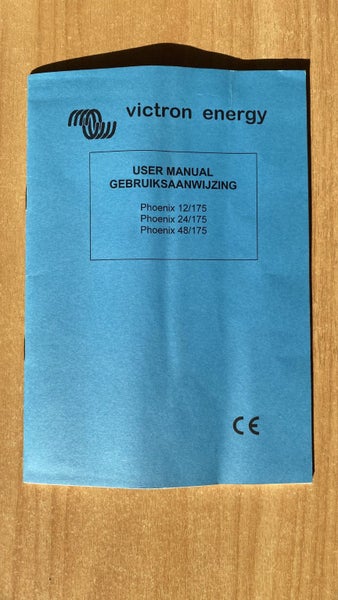 victron energy
USER MANUAL
GEBRUIKSAANWIJZING
Phoenix 12/175
Phoenix 24/175
Phoenix 48/175
CE